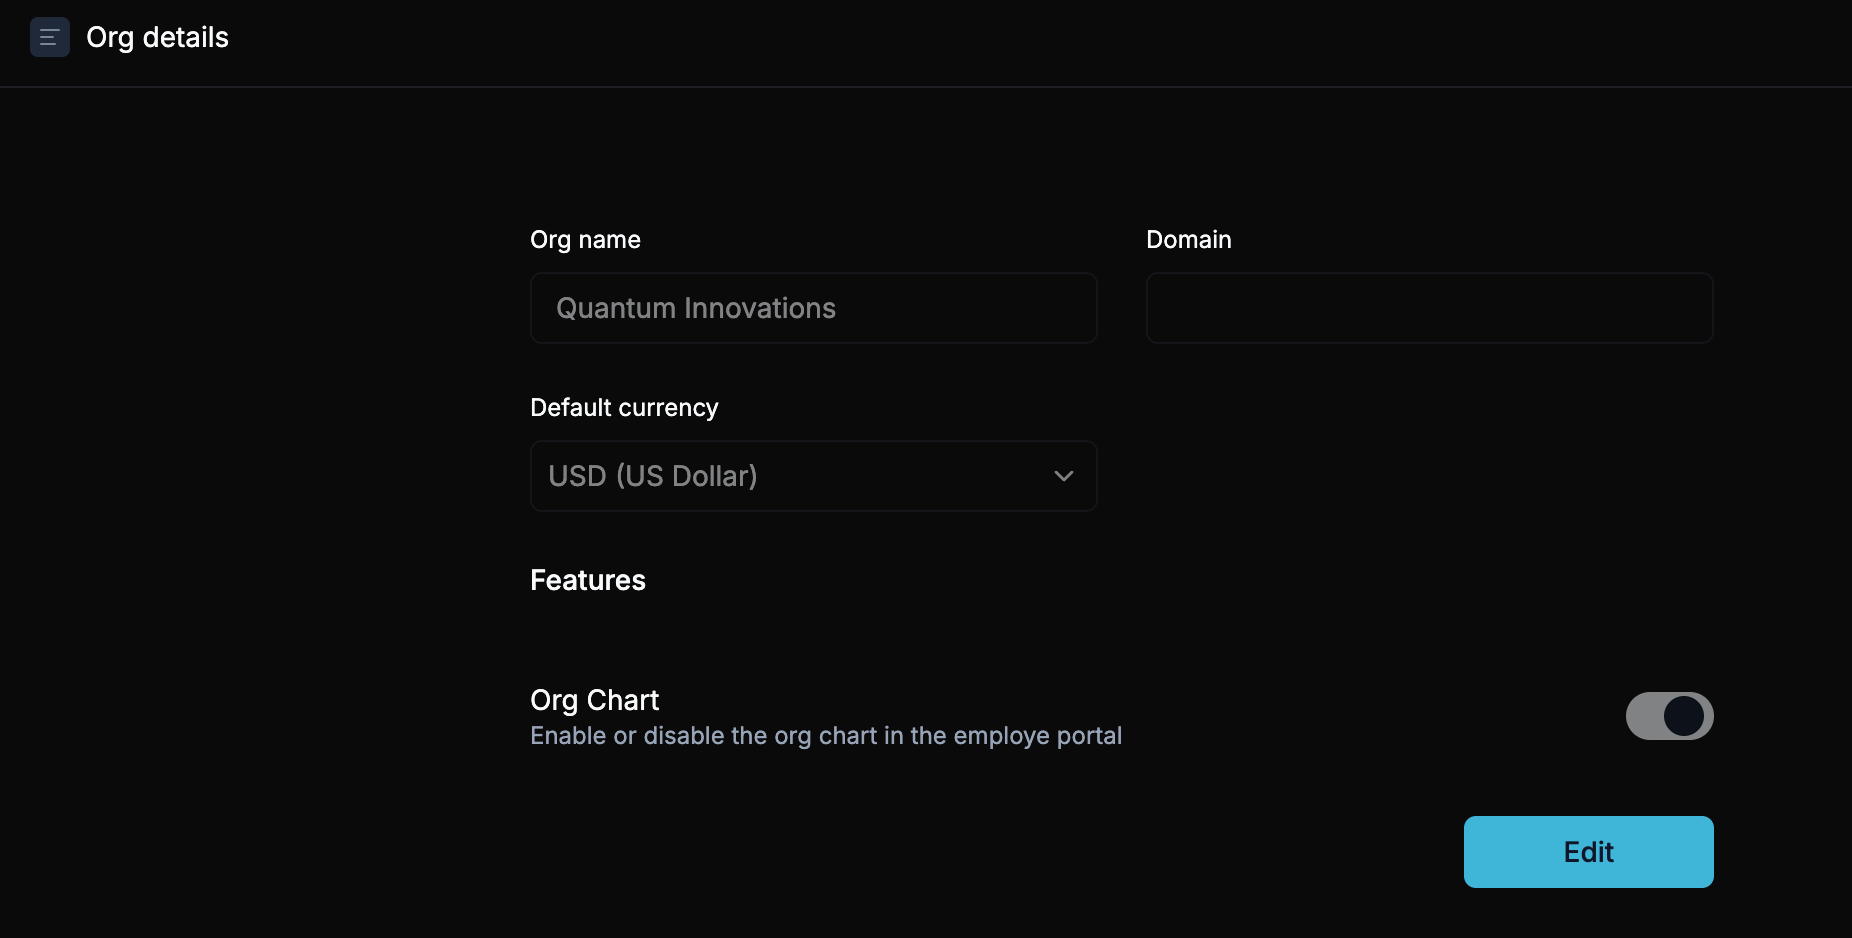 Org details
Org name
Domain
Quantum Innovations
Default currency
USD (US Dollar)
Features
Org Chart
Enable or disable the org chart in the employe portal
Edit